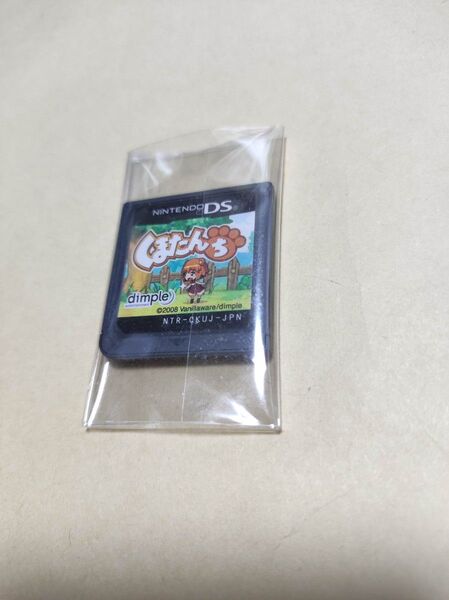 NINTENDO DS
くまたんち
dimple
©2008 Vanillaware/dimple
NTR-CKUJ-JPN